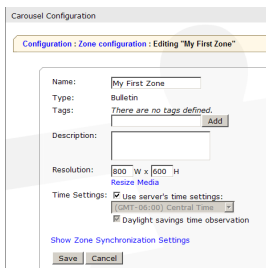 Carousel Configuration
Configuration : Zone configuration : Editing "My First Zone"
Name: My First Zone
Type: Bulletin
Tags: There are no tags defined.
Add
Description:
Resolution: 800 W x 600 H
Resize Media
Time Settings: Use server's time settings:
(GMT-06:00) Central Time
Daylight savings time observation
Show Zone Synchronization Settings
Save Cancel